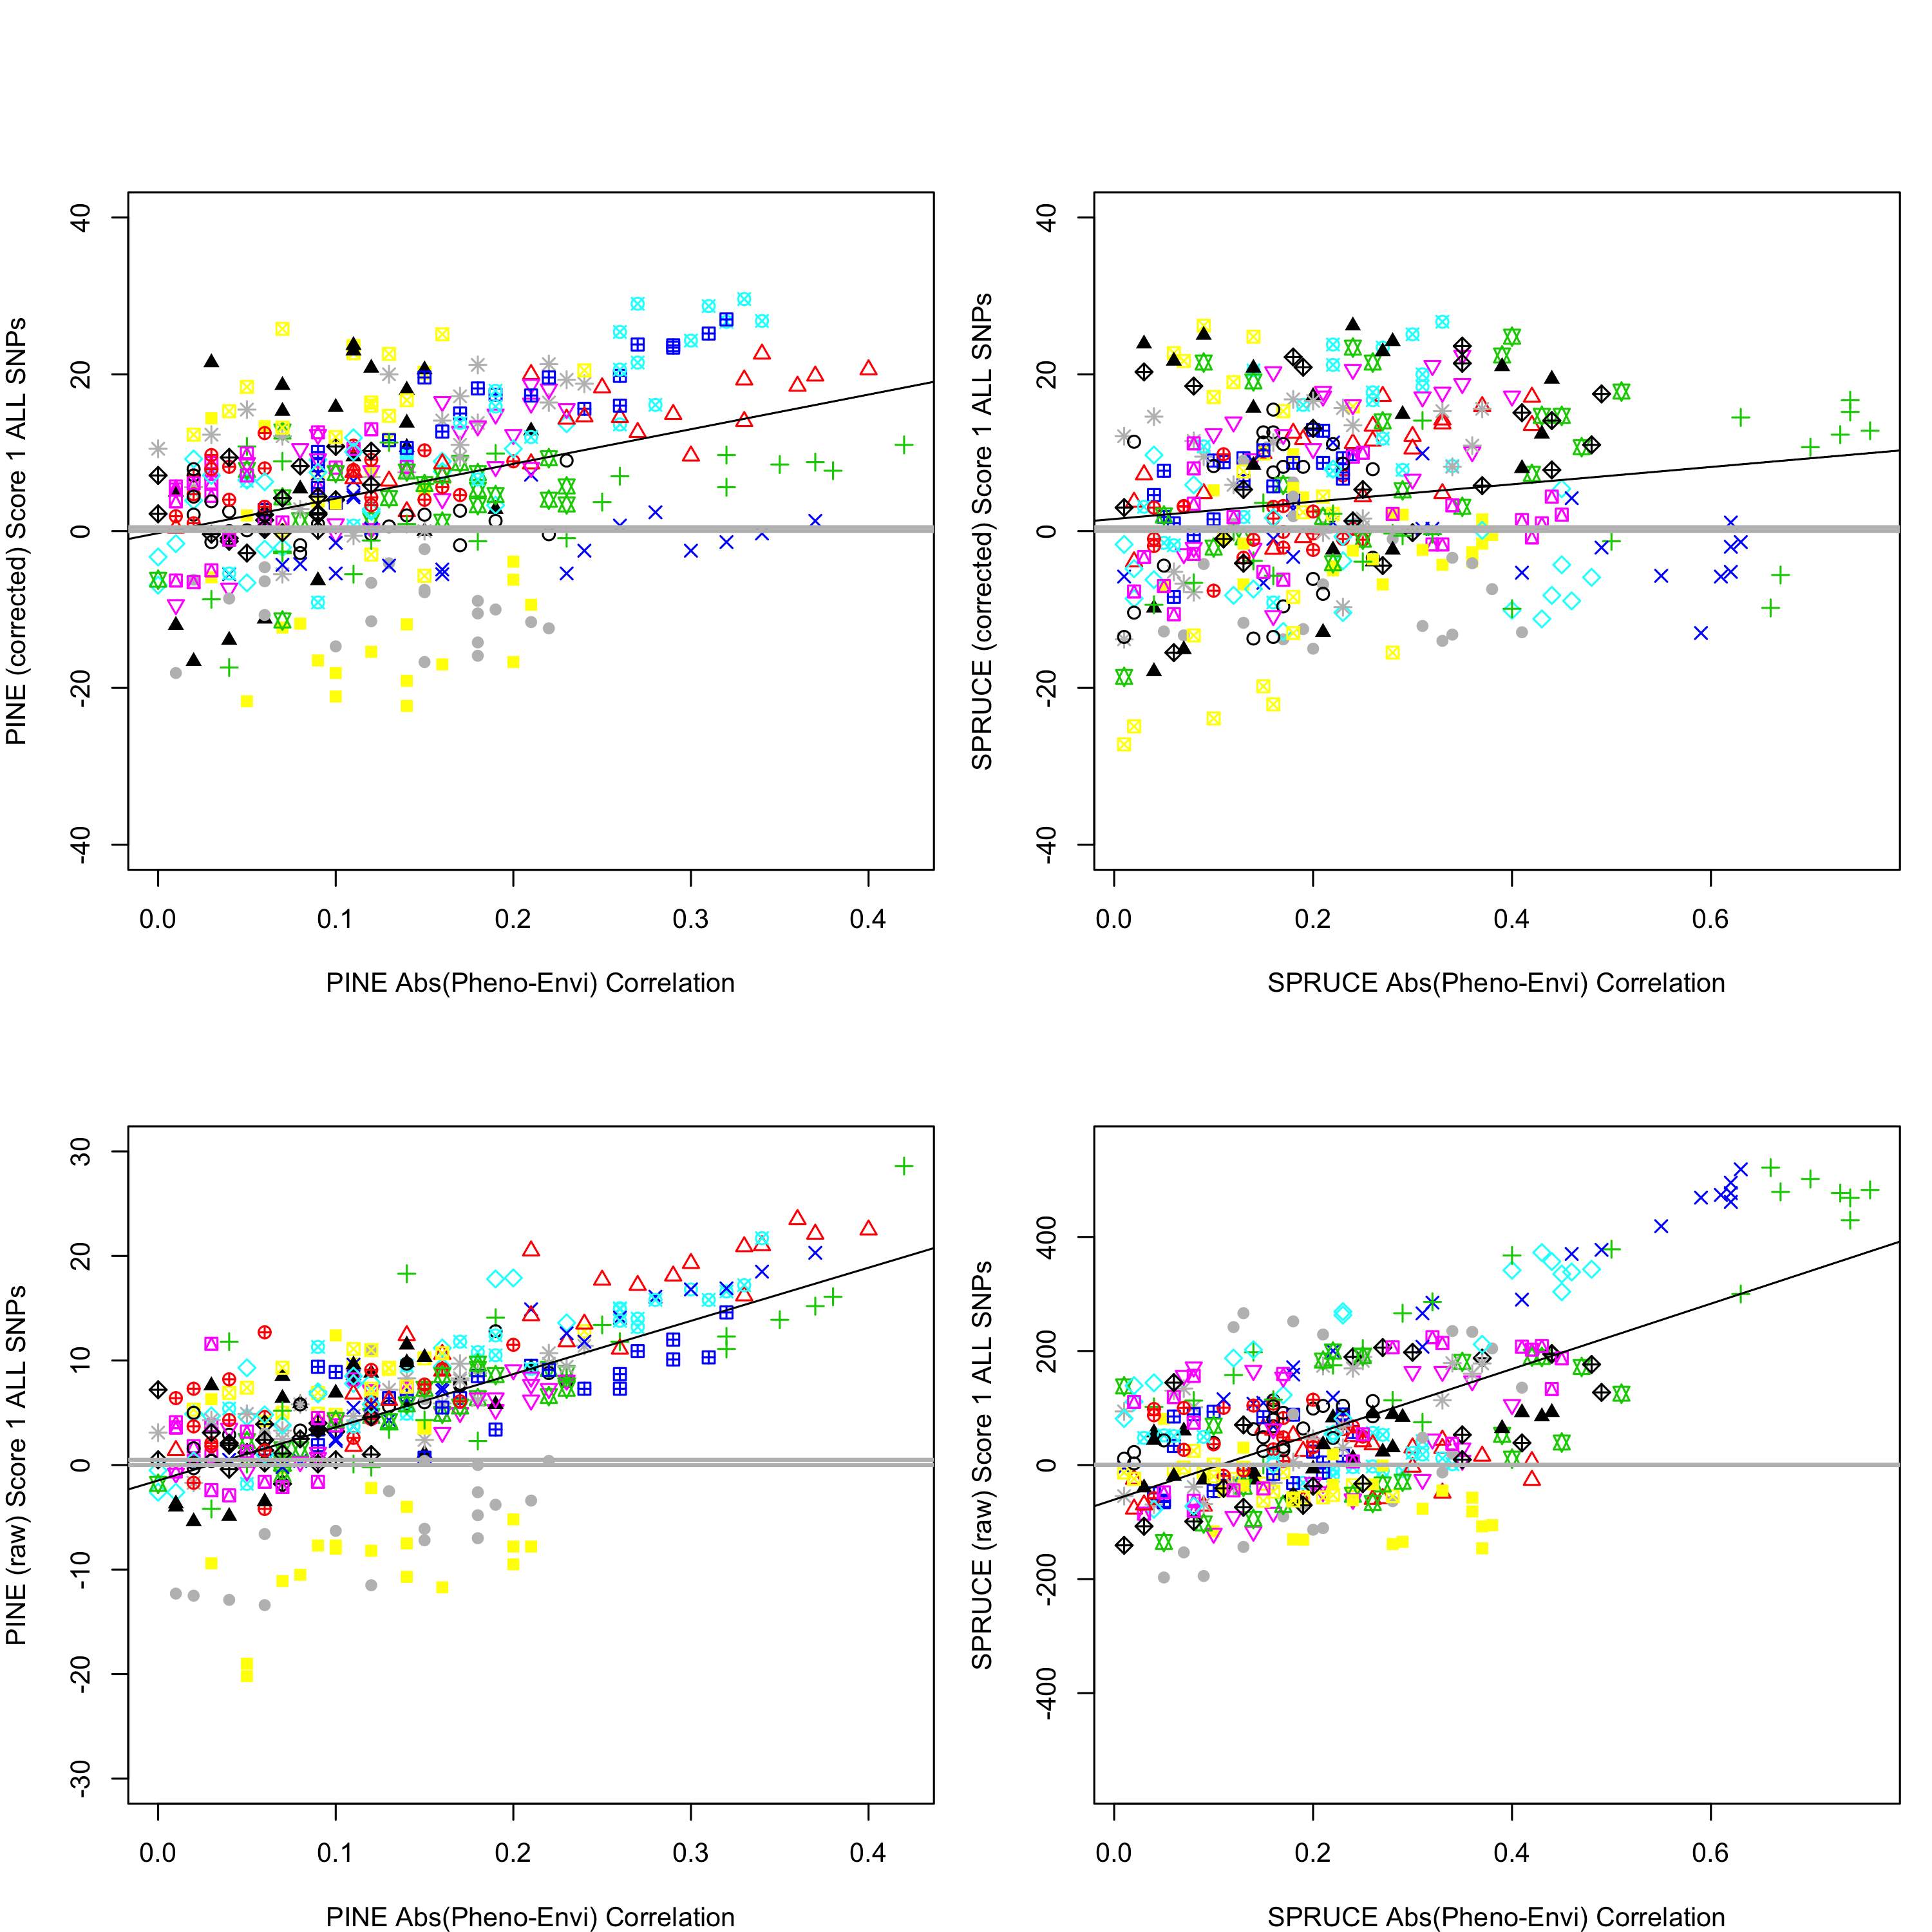 PINE (corrected) Score 1 ALL SNPs
40
20
0
-20
-40
0.0 0.1 0.2 0.3 0.4
PINE Abs(Pheno-Envi) Correlation
SPRUCE (corrected) Score 1 ALL SNPs
40
20
0
-20
-40
0.0 0.2 0.4 0.6
SPRUCE Abs(Pheno-Envi) Correlation
PINE (raw) Score 1 ALL SNPs
30
20
10
0
-10
-20
-30
0.0 0.1 0.2 0.3 0.4
PINE Abs(Pheno-Envi) Correlation
SPRUCE (raw) Score 1 ALL SNPs
400
200
0
-200
-400
0.0 0.2 0.4 0.6
SPRUCE Abs(Pheno-Envi) Correlation